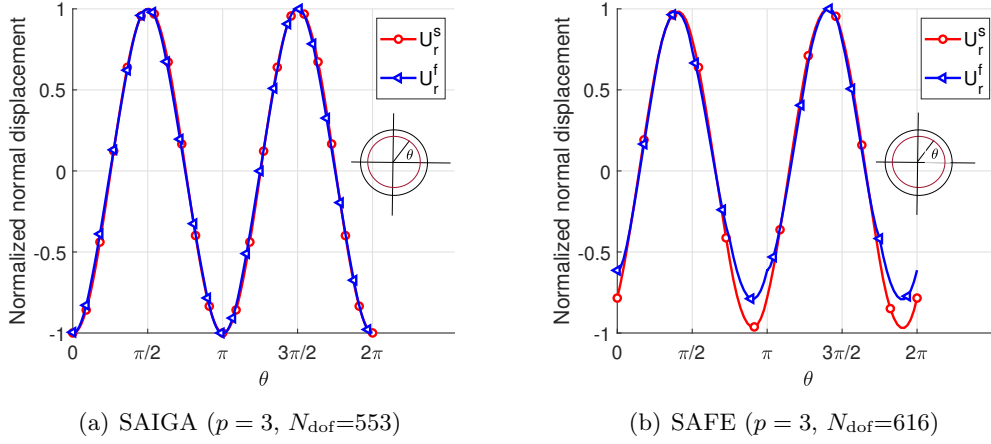 Normalized normal displacement
1
0.5
0
-0.5
-1
0
π/2
π
3π/2
2π
θ
U_r^s
U_r^f
θ
(a) SAIGA (p = 3, N_dof=553)
Normalized normal displacement
1
0.5
0
-0.5
-1
0
π/2
π
3π/2
2π
θ
U_r^s
U_r^f
θ
(b) SAFE (p = 3, N_dof=616)